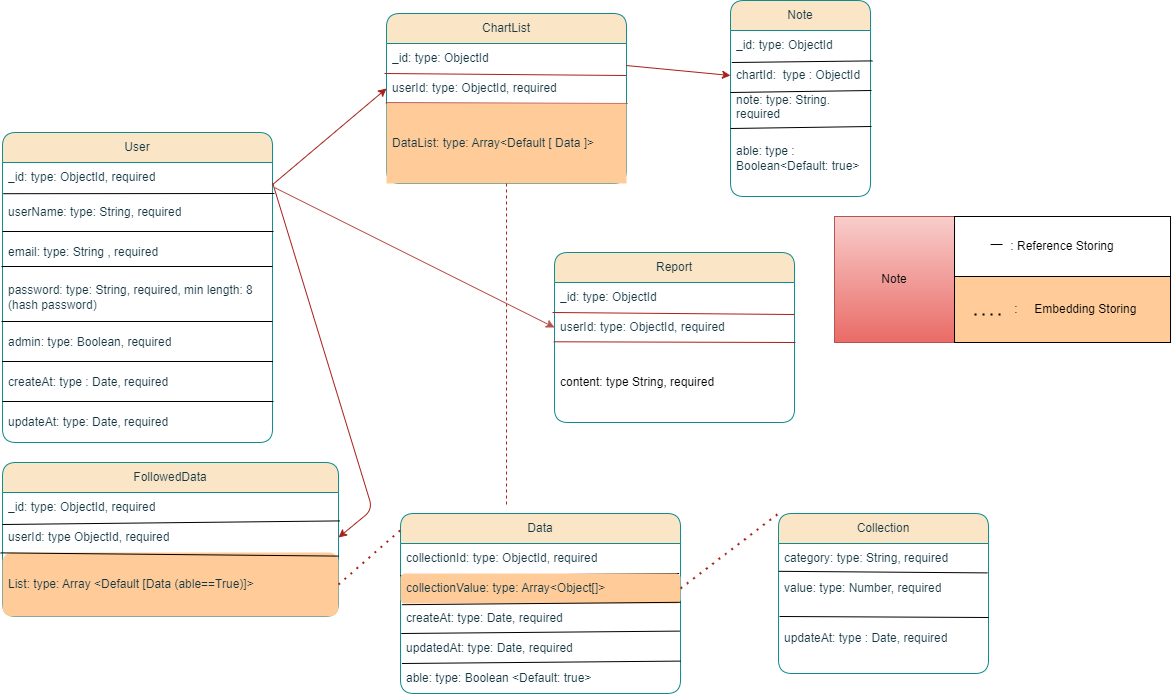 ChartList
_id: type: ObjectId
userId: type: ObjectId, required
DataList: type: Array<Default [ Data ]>
Note
_id: type: ObjectId
chartId:  type : ObjectId
note: type: String.
required
able: type :
Boolean<Default: true>
User
_id: type: ObjectId, required
userName: type: String, required
email: type: String , required
password: type: String, required, min length: 8
(hash password)
admin: type: Boolean, required
createAt: type : Date, required
updateAt: type: Date, required
Note
— : Reference Storing
.... : Embedding Storing
Report
_id: type: ObjectId
userId: type: ObjectId, required
content: type String, required
FollowedData
_id: type: ObjectId, required
userId: type ObjectId, required
List: type: Array <Default [Data (able==True)]>
Data
collectionId: type: ObjectId, required
collectionValue: type: Array<Object[]>
createAt: type: Date, required
updatedAt: type: Date, required
able: type: Boolean <Default: true>
Collection
category: type: String, required
value: type: Number, required
updateAt: type : Date, required